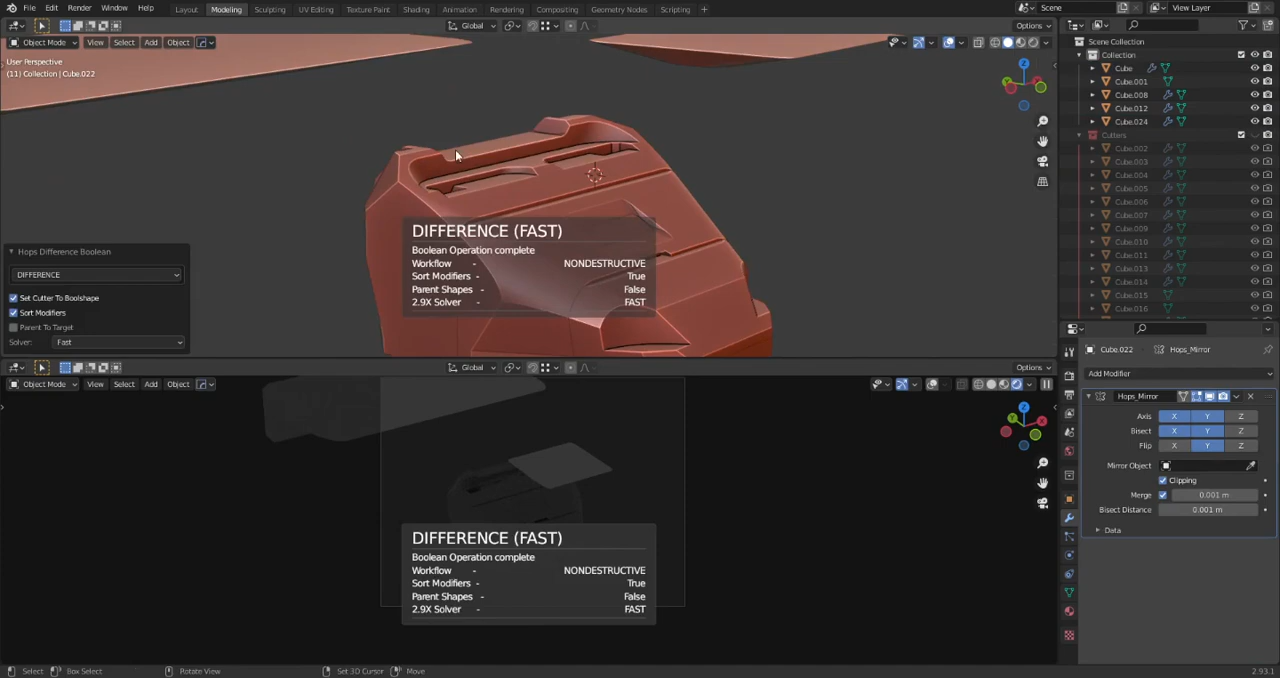 File Edit Render Window Help Layout Modeling Sculpting UV Editing Texture Paint Shading Animation Rendering Compositing Geometry Nodes Scripting + Scene View Layer
Global Options
Object Mode View Select Add Object
User Perspective
(11) Collection | Cube.022
DIFFERENCE (FAST)
Boolean Operation complete
Workflow - NONDESTRUCTIVE
Sort Modifiers - True
Parent Shapes - False
2.9X Solver - FAST
Hops Difference Boolean
DIFFERENCE
Set Cutter To Boolshape
Sort Modifiers
Parent To Target
Solver: Fast
Global Options
Object Mode View Select Add Object
DIFFERENCE (FAST)
Boolean Operation complete
Workflow - NONDESTRUCTIVE
Sort Modifiers - True
Parent Shapes - False
2.9X Solver - FAST
Scene Collection
Collection
Cube
Cube.001
Cube.008
Cube.012
Cube.024
Cutters
Cube.002
Cube.003
Cube.004
Cube.005
Cube.006
Cube.007
Cube.009
Cube.010
Cube.011
Cube.013
Cube.014
Cube.015
Cube.016
Cube.022 Hops_Mirror
Add Modifier
Hops_Mirror
Axis X Y Z
Bisect X Y Z
Flip X Y Z
Mirror Object
Clipping
Merge 0.001 m
Bisect Distance 0.001 m
Data
Select Box Select Rotate View Set 3D Cursor Move 2.93.1